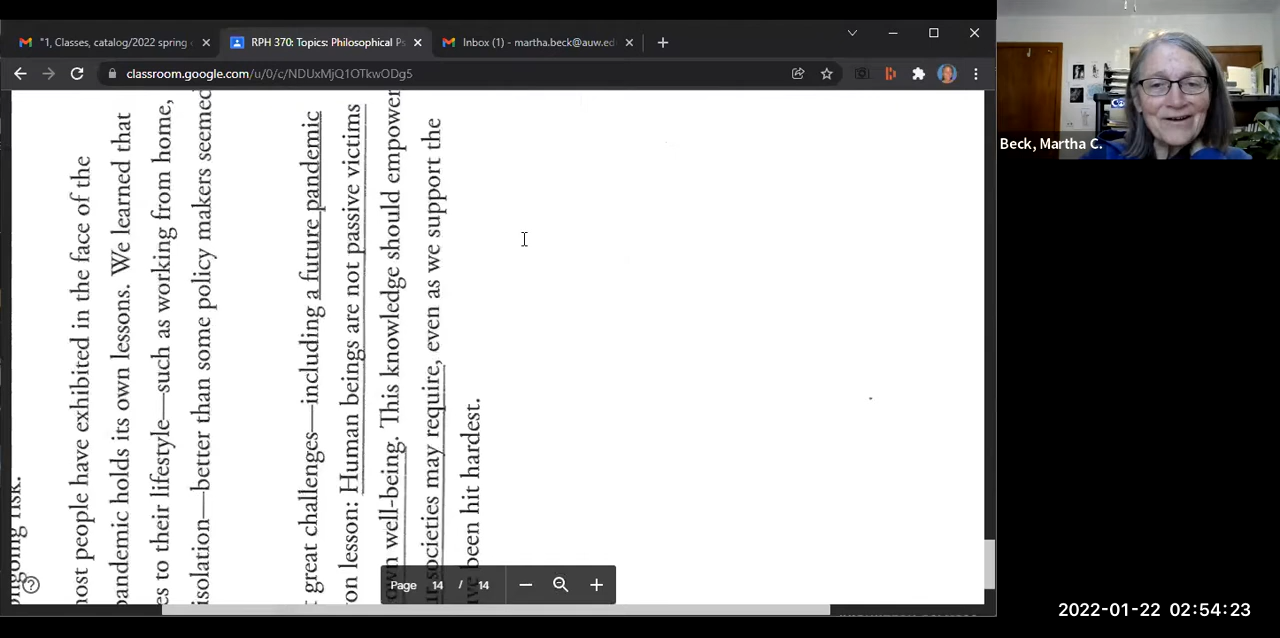 "1, Classes, catalog/2022 spring
RPH 370: Topics: Philosophical Ps
Inbox (1) - martha.beck@auw.ed
classroom.google.com/u/0/c/NDUxMjQ1OTkwODg5
Beck, Martha C.
ongoing risk.
most people have exhibited in the face of the
pandemic holds its own lessons. We learned that
es to their lifestyle—such as working from home,
isolation—better than some policy makers seemed
great challenges—including a future pandemic
on lesson: Human beings are not passive victims
own well-being. This knowledge should empower
societies may require, even as we support the
been hit hardest.
Page 14 / 14
2022-01-22 02:54:23